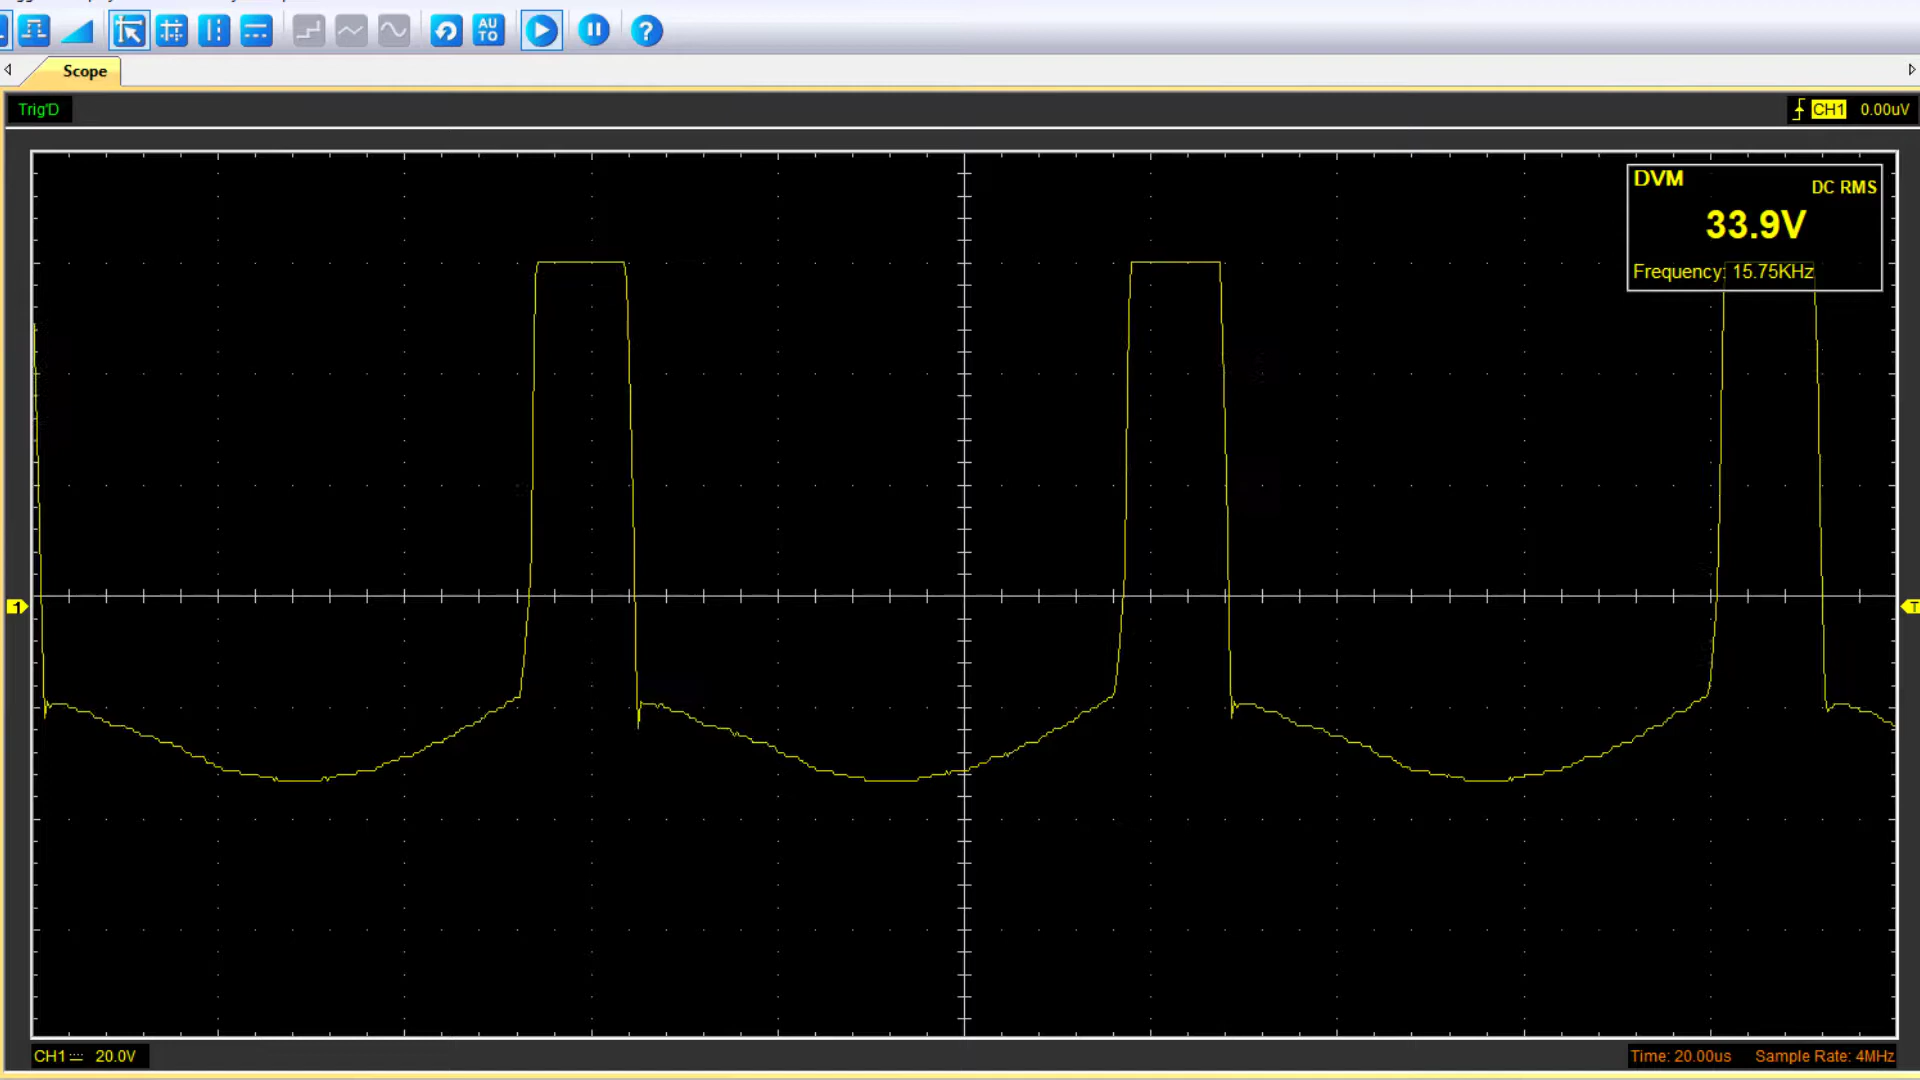 AU
TO
?
Scope
Trig'D
CH1 0.00uV
DVM
DC RMS
33.9V
Frequency: 15.75KHz
1
T
CH1 20.0V
Time: 20.00us Sample Rate: 4MHz